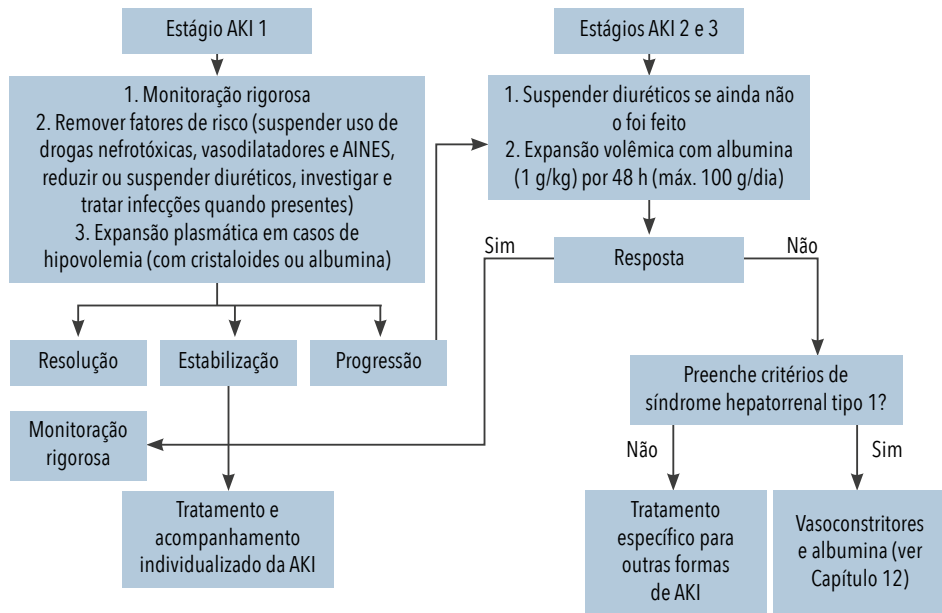 Estágio AKI 1
1. Monitoração rigorosa
2. Remover fatores de risco (suspender uso de
drogas nefrotóxicas, vasodilatadores e AINES,
reduzir ou suspender diuréticos, investigar e
tratar infecções quando presentes)
3. Expansão plasmática em casos de
hipovolemia (com cristaloides ou albumina)
Resolução
Estabilização
Progressão
Monitoração
rigorosa
Tratamento e
acompanhamento
individualizado da AKI
Estágios AKI 2 e 3
1. Suspender diuréticos se ainda não
o foi feito
2. Expansão volêmica com albumina
(1 g/kg) por 48 h (máx. 100 g/dia)
Sim
Resposta
Não
Preenche critérios de
síndrome hepatorrenal tipo 1?
Não
Sim
Tratamento
específico para
outras formas
de AKI
Vasoconstritores
e albumina (ver
Capítulo 12)